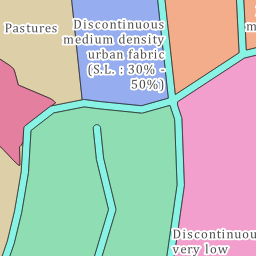 Pastures
Discontinuous
medium density
urban fabric
(S.L. : 30% -
50%)
Discontinuou
very low